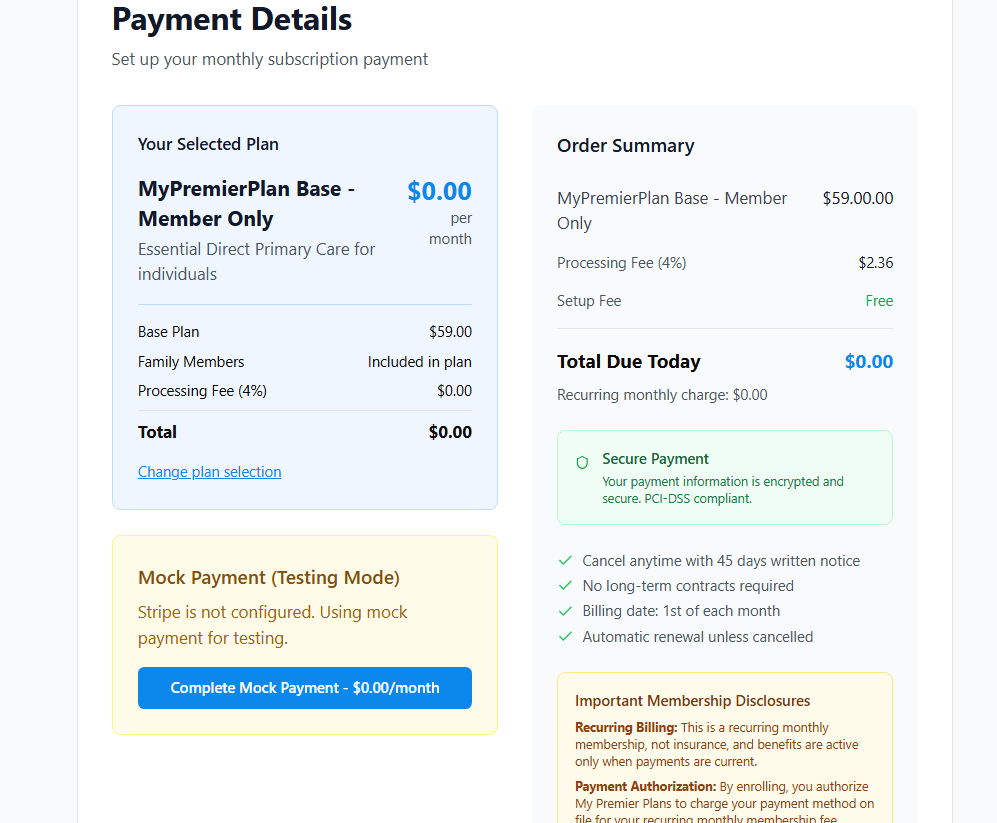 Payment Details
Set up your monthly subscription payment
Your Selected Plan
MyPremierPlan Base -
Member Only
$0.00
per
month
Essential Direct Primary Care for
individuals
Base Plan $59.00
Family Members Included in plan
Processing Fee (4%) $0.00
Total $0.00
Change plan selection
Mock Payment (Testing Mode)
Stripe is not configured. Using mock
payment for testing.
Complete Mock Payment - $0.00/month
Order Summary
MyPremierPlan Base - Member $59.00.00
Only
Processing Fee (4%) $2.36
Setup Fee Free
Total Due Today $0.00
Recurring monthly charge: $0.00
Secure Payment
Your payment information is encrypted and
secure. PCI-DSS compliant.
Cancel anytime with 45 days written notice
No long-term contracts required
Billing date: 1st of each month
Automatic renewal unless cancelled
Important Membership Disclosures
Recurring Billing: This is a recurring monthly
membership, not insurance, and benefits are active
only when payments are current.
Payment Authorization: By enrolling, you authorize
My Premier Plans to charge your payment method on
file for your recurring monthly membership fee